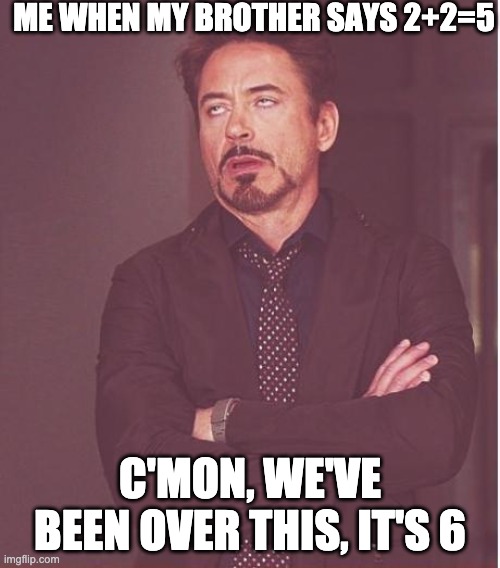 ME WHEN MY BROTHER SAYS 2+2=5
C'MON, WE'VE
BEEN OVER THIS, IT'S 6
imgflip.com